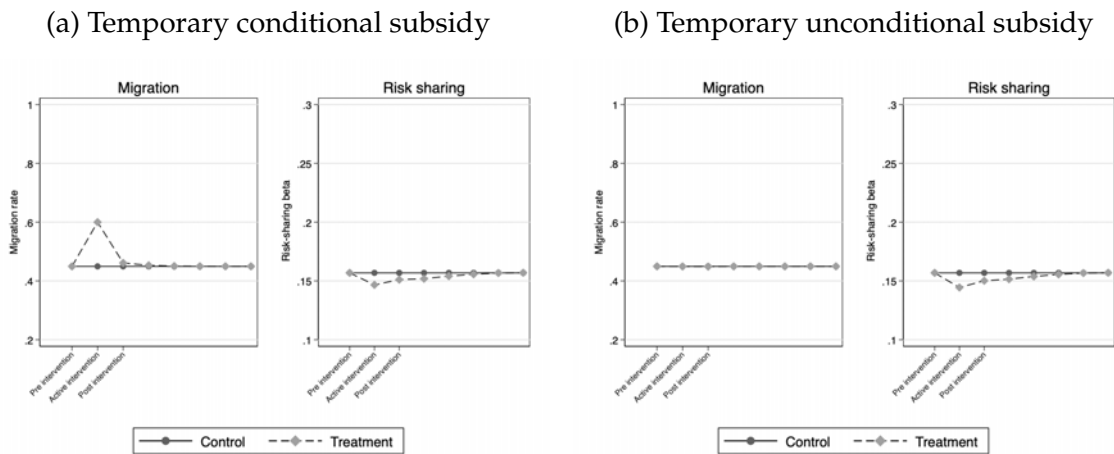 (a) Temporary conditional subsidy
Migration
Migration rate
1
.8
.6
.4
.2
Pre intervention
Active intervention
Post intervention
Risk sharing
Risk-sharing beta
.3
.25
.2
.15
.1
Pre intervention
Active intervention
Post intervention
Control
Treatment
(b) Temporary unconditional subsidy
Migration
Migration rate
1
.8
.6
.4
.2
Pre intervention
Active intervention
Post intervention
Risk sharing
Risk-sharing beta
.3
.25
.2
.15
.1
Pre intervention
Active intervention
Post intervention
Control
Treatment